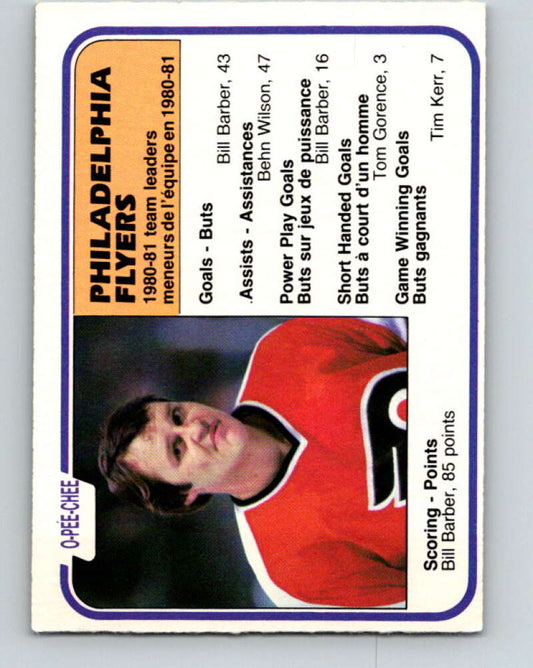 O-PEE-CHEE
PHILADELPHIA
FLYERS
1980-81 team leaders
meneurs de l'équipe en 1980-81
Goals - Buts
Bill Barber, 43
Assists - Assistances
Behn Wilson, 47
Power Play Goals
Buts sur jeux de puissance
Bill Barber, 16
Short Handed Goals
Buts à court d'un homme
Tom Gorence, 3
Game Winning Goals
Buts gagnants
Tim Kerr, 7
Scoring - Points
Bill Barber, 85 points